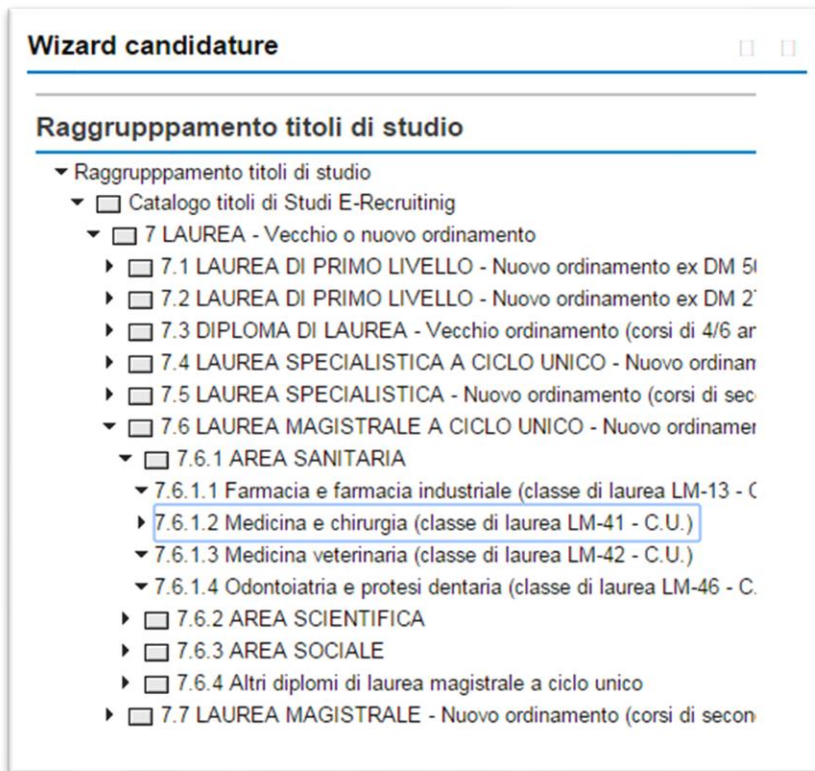 Wizard candidature
Raggrupppamento titoli di studio
Raggrupppamento titoli di studio
Catalogo titoli di Studi E-Recruitinig
7 LAUREA - Vecchio o nuovo ordinamento
7.1 LAUREA DI PRIMO LIVELLO - Nuovo ordinamento ex DM
7.2 LAUREA DI PRIMO LIVELLO - Nuovo ordinamento ex DM
7.3 DIPLOMA DI LAUREA - Vecchio ordinamento (corsi di 4/6
7.4 LAUREA SPECIALISTICA A CICLO UNICO - Nuovo
7.5 LAUREA SPECIALISTICA - Nuovo ordinamento (corsi di
7.6 LAUREA MAGISTRALE A CICLO UNICO - Nuovo
7.6.1 AREA SANITARIA
7.6.1.1 Farmacia e farmacia industriale (classe di laurea LM-13 -
7.6.1.2 Medicina e chirurgia (classe di laurea LM-41 - C.U.)
7.6.1.3 Medicina veterinaria (classe di laurea LM-42 - C.U.)
7.6.1.4 Odontoiatria e protesi dentaria (classe di laurea LM-46 - C.
7.6.2 AREA SCIENTIFICA
7.6.3 AREA SOCIALE
7.6.4 Altri diplomi di laurea magistrale a ciclo unico
7.7 LAUREA MAGISTRALE - Nuovo ordinamento (corsi di